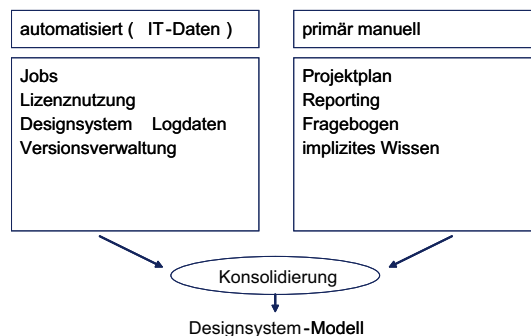 automatisiert ( IT-Daten )
Jobs
Lizenznutzung
Designsystem Logdaten
Versionsverwaltung
primär manuell
Projektplan
Reporting
Fragebogen
implizites Wissen
Konsolidierung
Designsystem-Modell